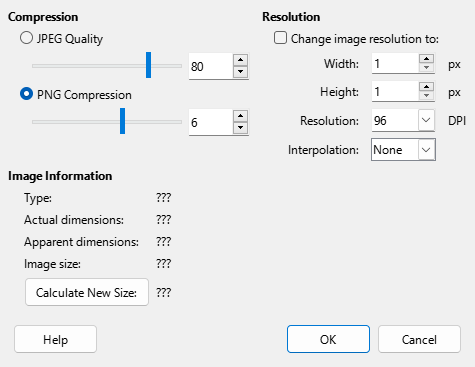 Compression
JPEG Quality
80
PNG Compression
6
Resolution
Change image resolution to:
Width: 1 px
Height: 1 px
Resolution: 96 DPI
Interpolation: None
Image Information
Type: ???
Actual dimensions: ???
Apparent dimensions: ???
Image size: ???
Calculate New Size: ???
Help OK Cancel